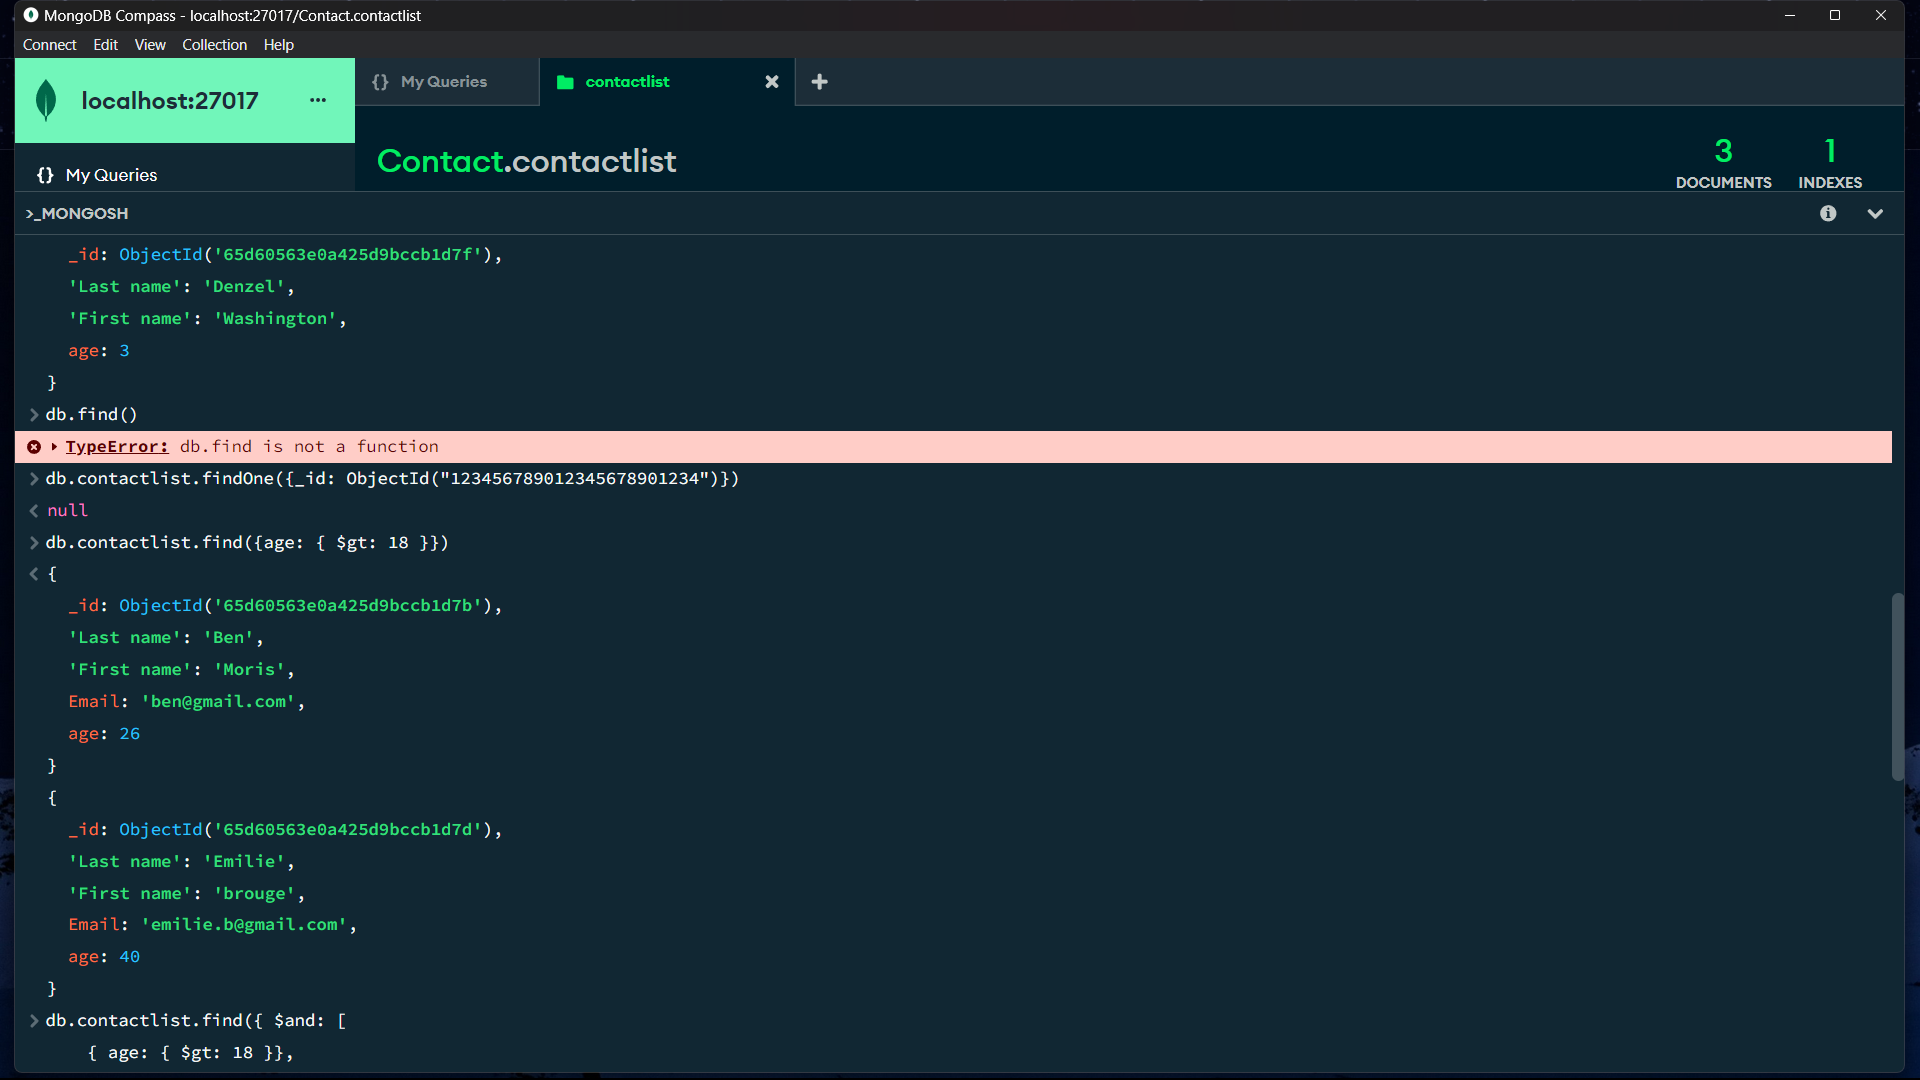 MongoDB Compass - localhost:27017/Contact.contactlist
Connect Edit View Collection Help
localhost:27017 ...
{} My Queries
contactlist
{} My Queries
Contact.contactlist
3
DOCUMENTS
1
INDEXES
>_MONGOSH
_id: ObjectId('65d60563e0a425d9bccb1d7f'),
'Last name': 'Denzel',
'First name': 'Washington',
age: 3
}
> db.find()
TypeError: db.find is not a function
> db.contactlist.findOne({_id: ObjectId("123456789012345678901234")})
< null
> db.contactlist.find({age: { $gt: 18 }})
< {
_id: ObjectId('65d60563e0a425d9bccb1d7b'),
'Last name': 'Ben',
'First name': 'Moris',
Email: 'ben@gmail.com',
age: 26
}
{
_id: ObjectId('65d60563e0a425d9bccb1d7d'),
'Last name': 'Emilie',
'First name': 'brouge',
Email: 'emilie.b@gmail.com',
age: 40
}
> db.contactlist.find({ $and: [
{ age: { $gt: 18 }},